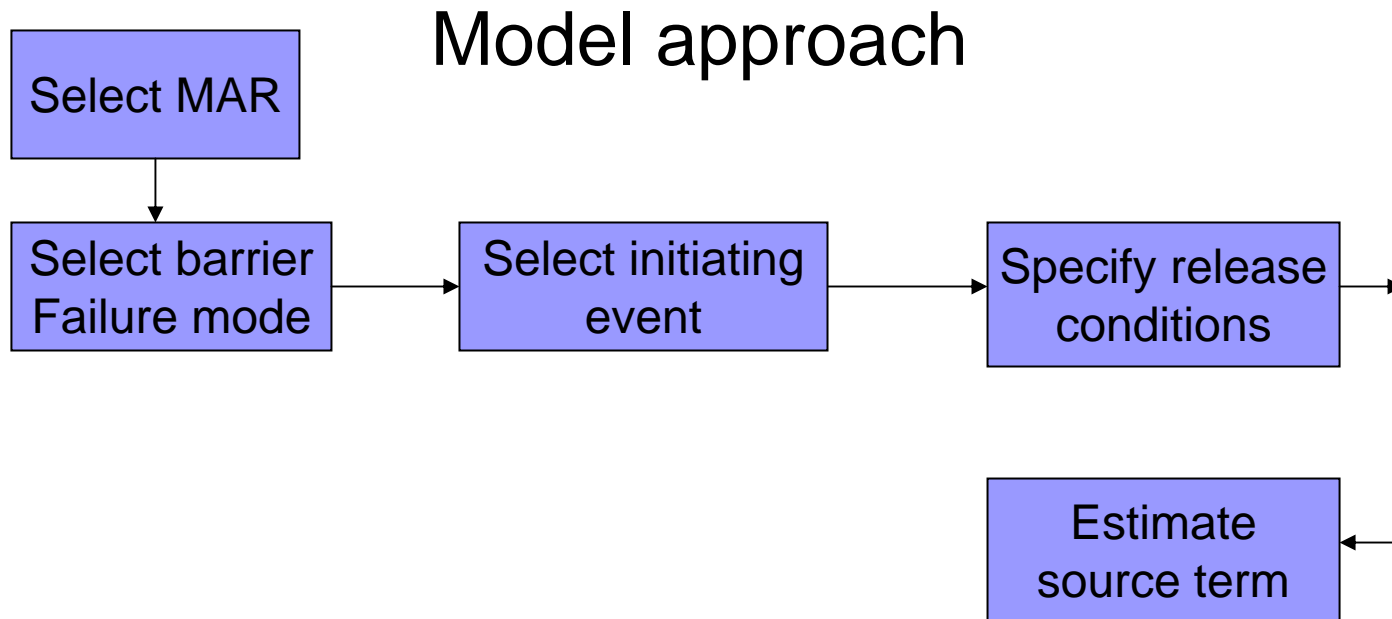 Model approach
Select MAR
Select barrier
Failure mode
Select initiating
event
Specify release
conditions
Estimate
source term